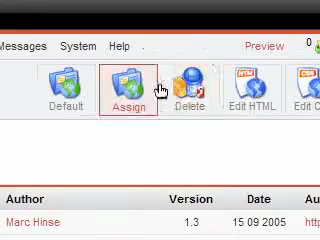 Messages System Help Preview 0
Default Assign Delete Edit HTML Edit C
Author Version Date Au
Marc Hinse 1.3 15 09 2005 http